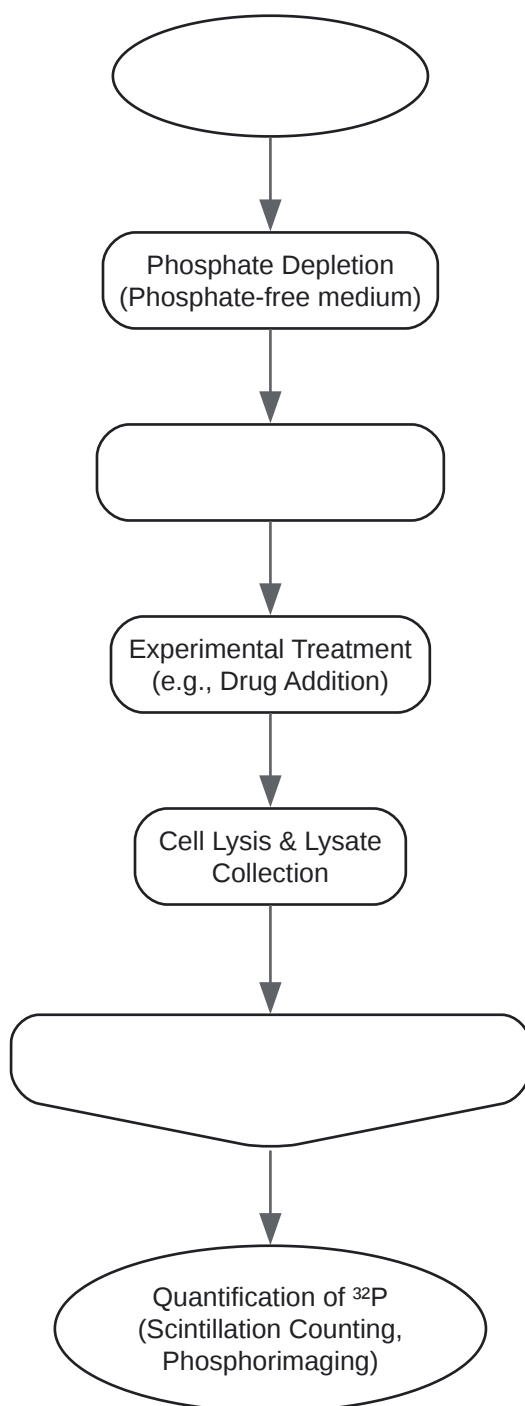 Phosphate Depletion
(Phosphate-free medium)
Experimental Treatment
(e.g., Drug Addition)
Cell Lysis & Lysate
Collection
Quantification of ³²P
(Scintillation Counting,
Phosphorimaging)